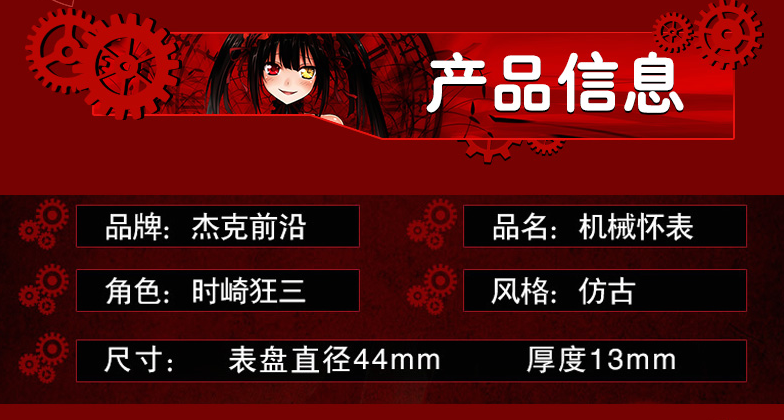 产品信息
品牌：杰克前沿
品名：机械怀表
角色：时崎狂三
风格：仿古
尺寸： 表盘直径44mm 厚度13mm